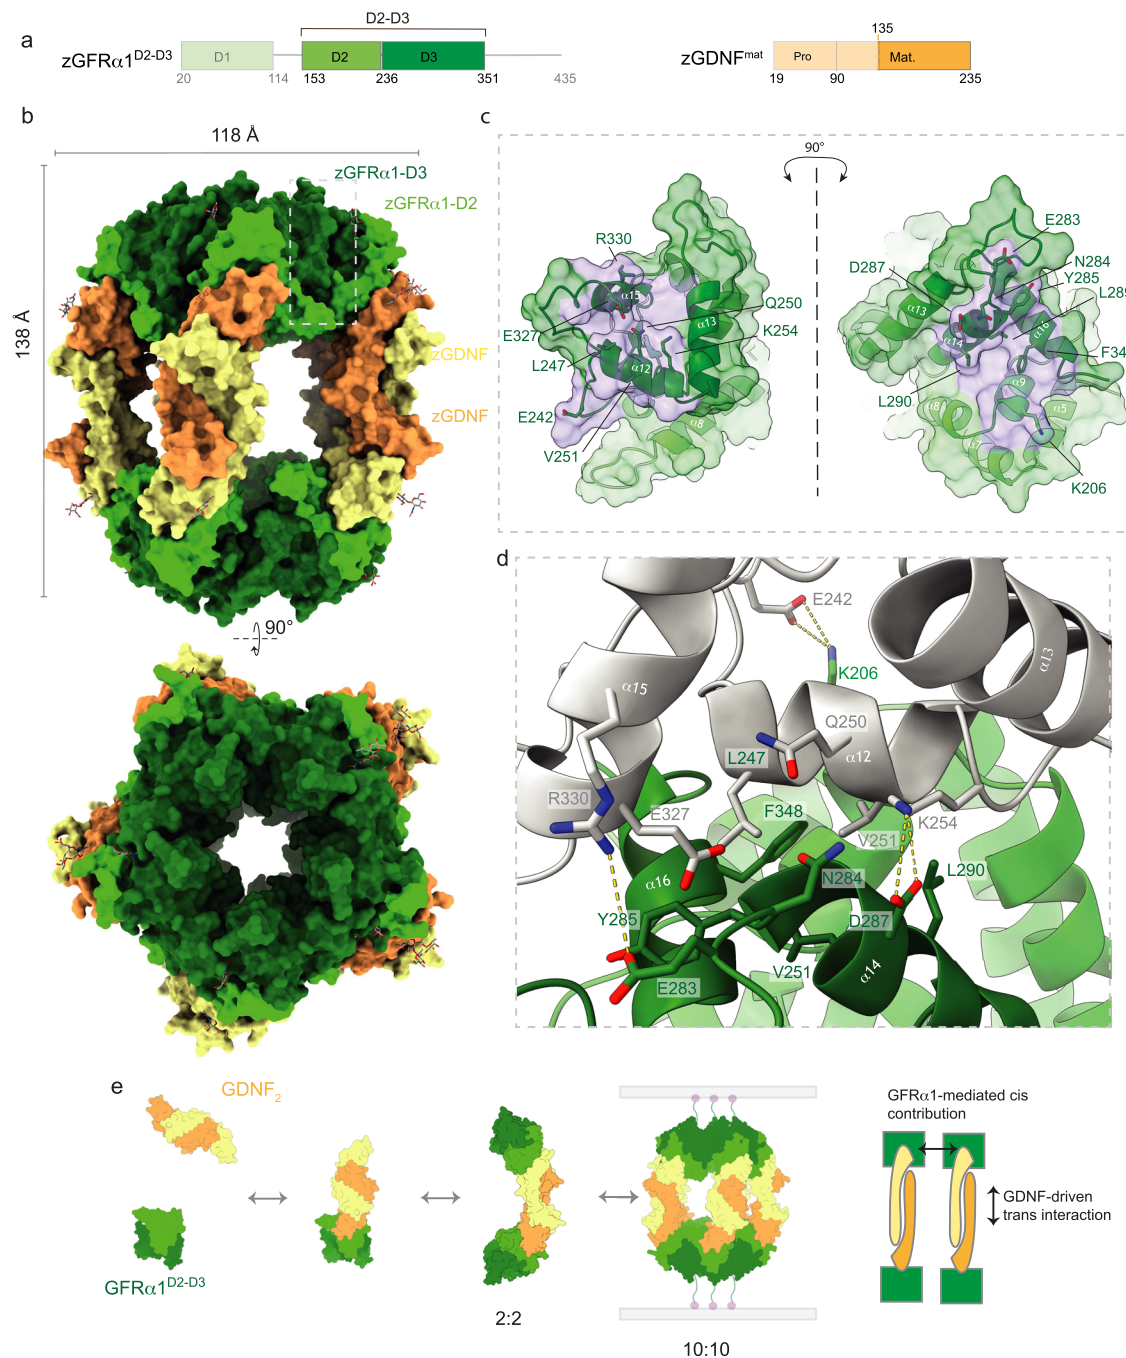 a
zGFRα1D2-D3
D2-D3
D1
D2
D3
20
114
153
236
351
435
zGDNFmat
135
Pro
Mat.
19
90
235
b
118 Å
138 Å
zGFRα1-D3
zGFRα1-D2
zGDNF
zGDNF
90°
c
90°
R330
α15
α13
Q250
K254
E327
L247
α12
E242
α8
V251
E283
N284
Y285
L289
D287
α13
α16
α14
F34
L290
α9
α8
α5
α7
K206
d
E242
K206
α13
α15
Q250
L247
α12
R330
E327
F348
K254
V251
α16
N284
L290
Y285
D287
V251
α14
E283
e
GDNF2
GFRα1D2-D3
2:2
10:10
GFRα1-mediated cis
contribution
GDNF-driven
trans interaction